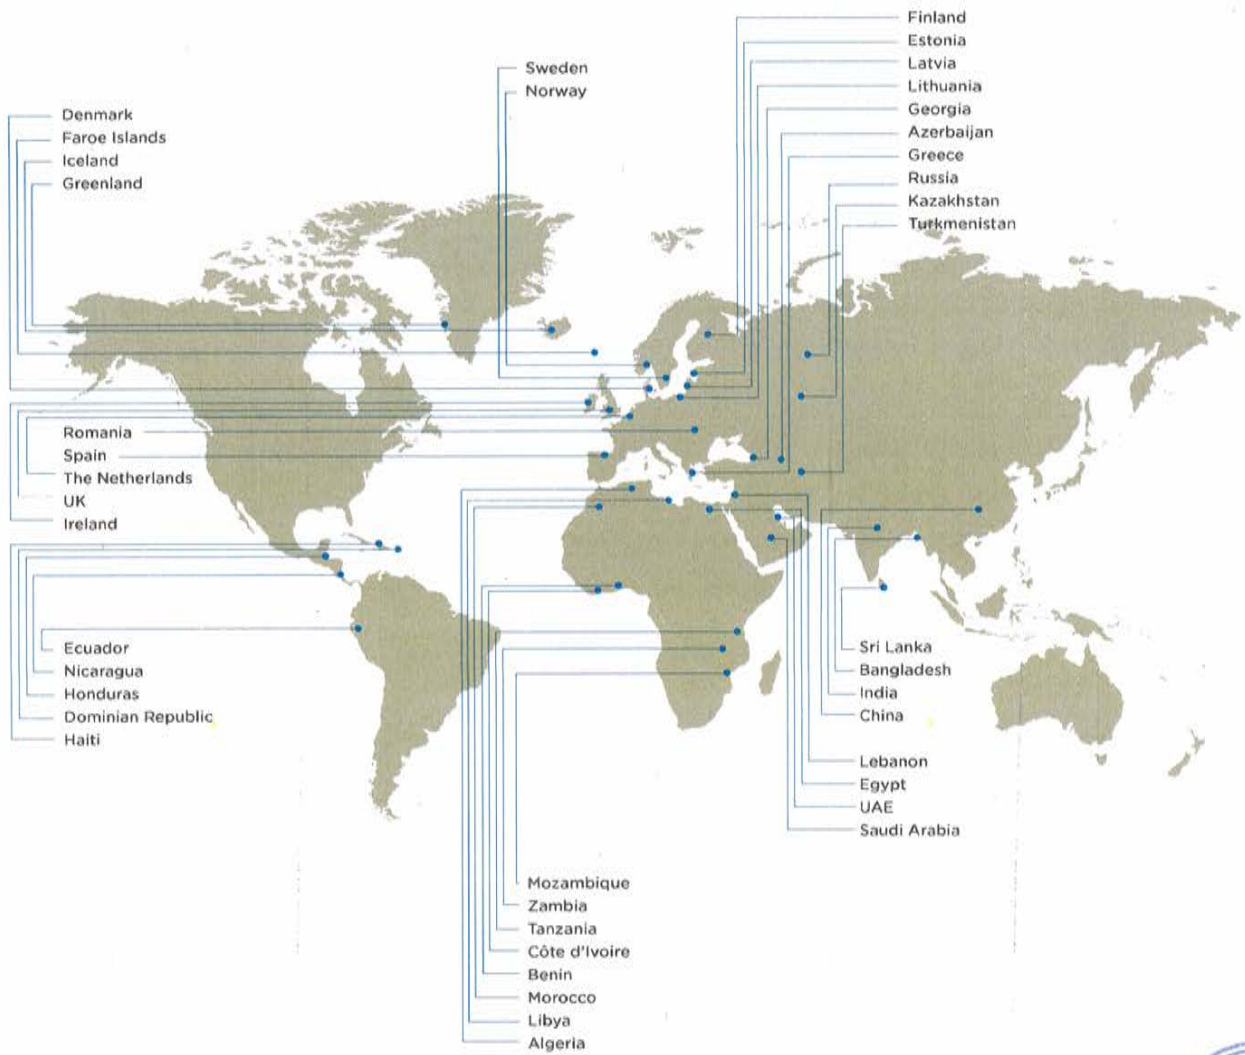 Finland
Estonia
Latvia
Lithuania
Georgia
Azerbaijan
Greece
Russia
Kazakhstan
Turkmenistan
Sweden
Norway
Denmark
Faroe Islands
Iceland
Greenland
Romania
Spain
The Netherlands
UK
Ireland
Ecuador
Nicaragua
Honduras
Dominian Republic
Haiti
Sri Lanka
Bangladesh
India
China
Lebanon
Egypt
UAE
Saudi Arabia
Mozambique
Zambia
Tanzania
Côte d'Ivoire
Benin
Morocco
Libya
Algeria